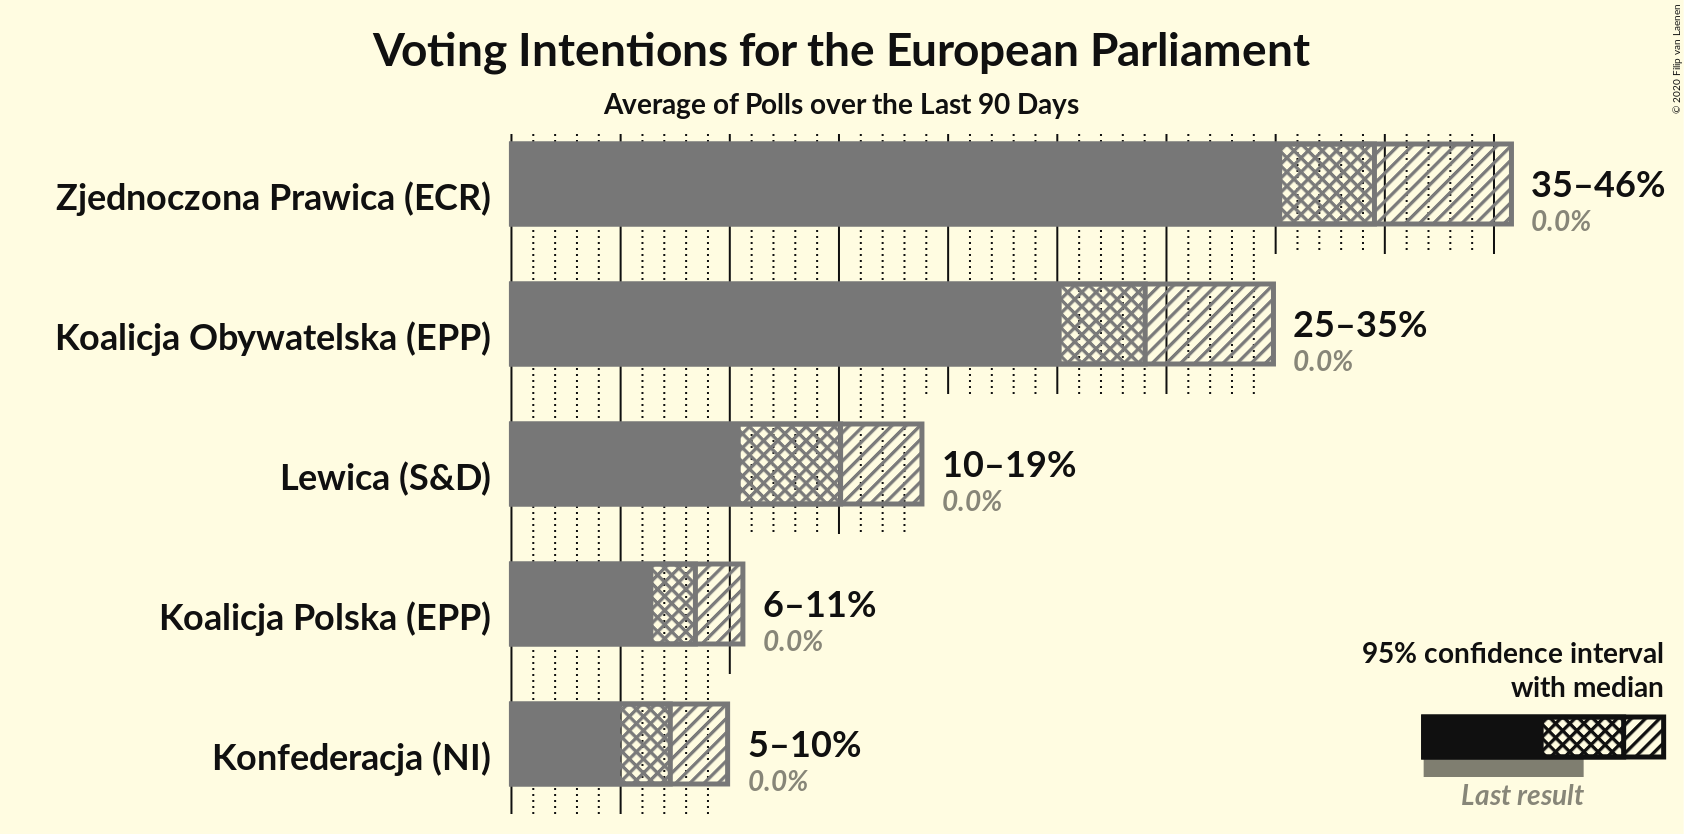 Voting Intentions for the European Parliament
Average of Polls over the Last 90 Days
© 2020 Filip van Laenen
Zjednoczona Prawica (ECR)
35–46%
0.0%
Koalicja Obywatelska (EPP)
25–35%
0.0%
Lewica (S&D)
10–19%
0.0%
Koalicja Polska (EPP)
6–11%
0.0%
Konfederacja (NI)
5–10%
0.0%
95% confidence interval
with median
Last result